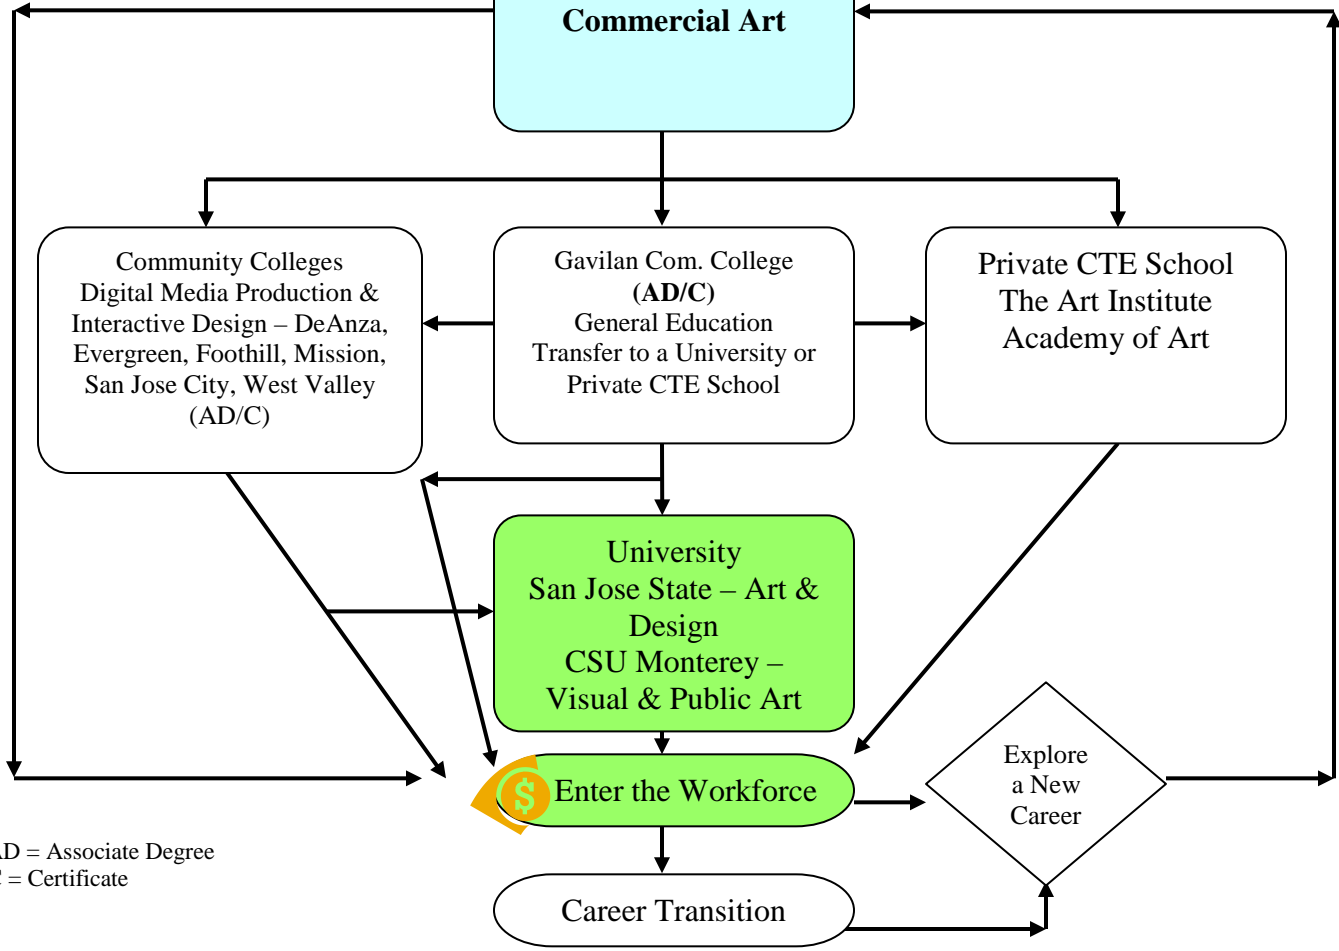 Commercial Art
Community Colleges
Digital Media Production &
Interactive Design – DeAnza,
Evergreen, Foothill, Mission,
San Jose City, West Valley
(AD/C)
Gavilan Com. College
(AD/C)
General Education
Transfer to a University or
Private CTE School
Private CTE School
The Art Institute
Academy of Art
University
San Jose State – Art &
Design
CSU Monterey –
Visual & Public Art
$ Enter the Workforce
Explore
a New
Career
AD = Associate Degree
C = Certificate
Career Transition